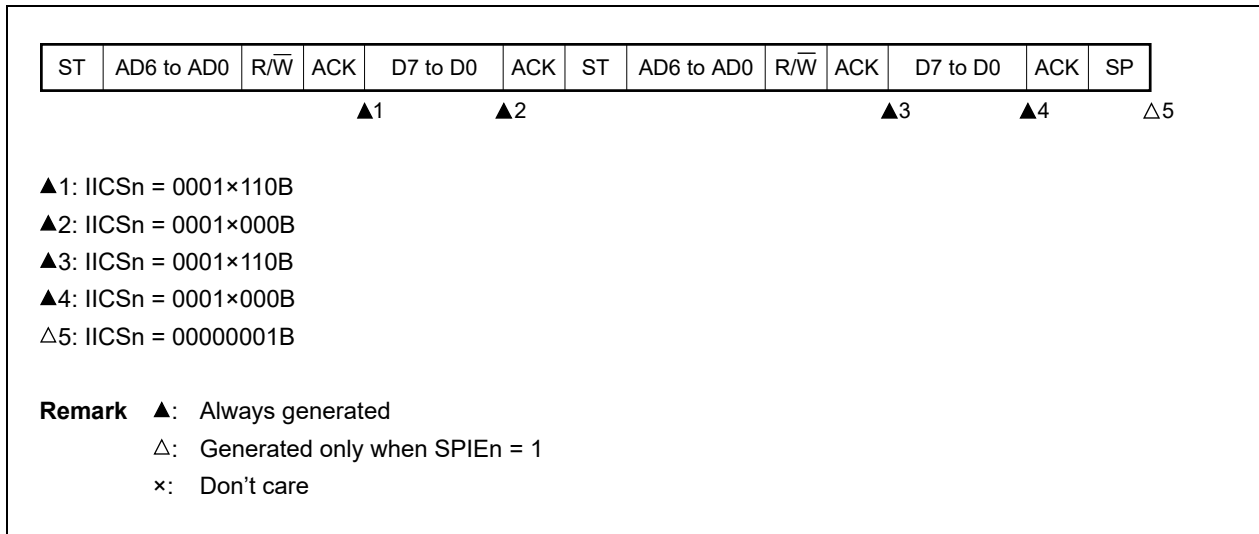 ST AD6 to AD0 R/W̅ ACK D7 to D0 ACK ST AD6 to AD0 R/W̅ ACK D7 to D0 ACK SP
▲1 ▲2 ▲3 ▲4 △5
▲1: IICSn = 0001×110B
▲2: IICSn = 0001×000B
▲3: IICSn = 0001×110B
▲4: IICSn = 0001×000B
△5: IICSn = 00000001B
Remark ▲: Always generated
△: Generated only when SPIEn = 1
×: Don't care